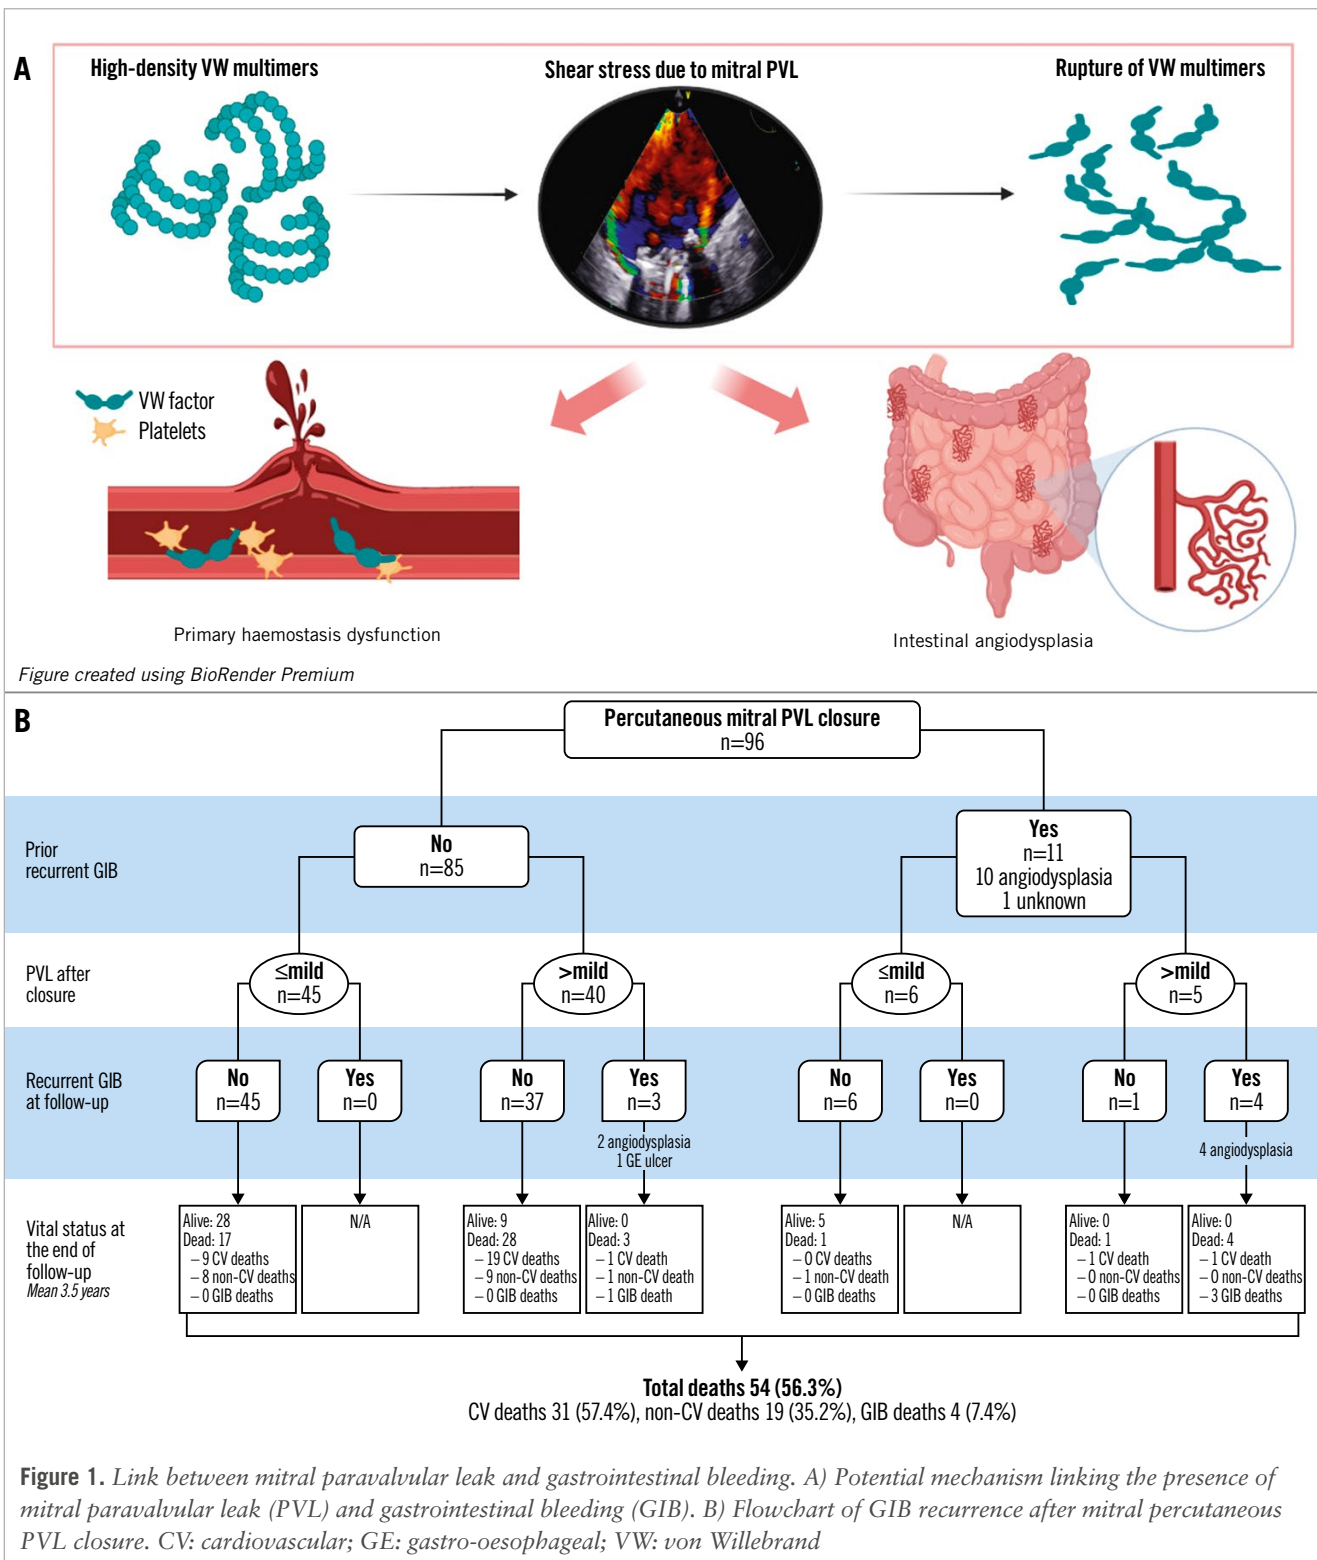 A
High-density VW multimers
Shear stress due to mitral PVL
Rupture of VW multimers
VW factor
Platelets
Primary haemostasis dysfunction
Intestinal angiodysplasia
Figure created using BioRender Premium
B
Percutaneous mitral PVL closure
n=96
Prior
recurrent GIB
No
n=85
Yes
n=11
10 angiodysplasia
1 unknown
PVL after
closure
≤mild
n=45
>mild
n=40
≤mild
n=6
>mild
n=5
Recurrent GIB
at follow-up
No
n=45
Yes
n=0
No
n=37
Yes
n=3
2 angiodysplasia
1 GE ulcer
No
n=6
Yes
n=0
No
n=1
Yes
n=4
4 angiodysplasia
Vital status at
the end of
follow-up
Mean 3.5 years
Alive: 28
Dead: 17
– 9 CV deaths
– 8 non-CV deaths
– 0 GIB deaths
N/A
Alive: 9
Dead: 28
– 19 CV deaths
– 9 non-CV deaths
– 0 GIB deaths
Alive: 0
Dead: 3
– 1 CV death
– 1 non-CV death
– 1 GIB death
Alive: 5
Dead: 1
– 0 CV deaths
– 1 non-CV death
– 0 GIB deaths
N/A
Alive: 0
Dead: 1
– 1 CV death
– 0 non-CV deaths
– 0 GIB deaths
Alive: 0
Dead: 4
– 1 CV death
– 0 non-CV deaths
– 3 GIB deaths
Total deaths 54 (56.3%)
CV deaths 31 (57.4%), non-CV deaths 19 (35.2%), GIB deaths 4 (7.4%)
Figure 1. Link between mitral paravalvular leak and gastrointestinal bleeding. A) Potential mechanism linking the presence of
mitral paravalvular leak (PVL) and gastrointestinal bleeding (GIB). B) Flowchart of GIB recurrence after mitral percutaneous
PVL closure. CV: cardiovascular; GE: gastro-oesophageal; VW: von Willebrand